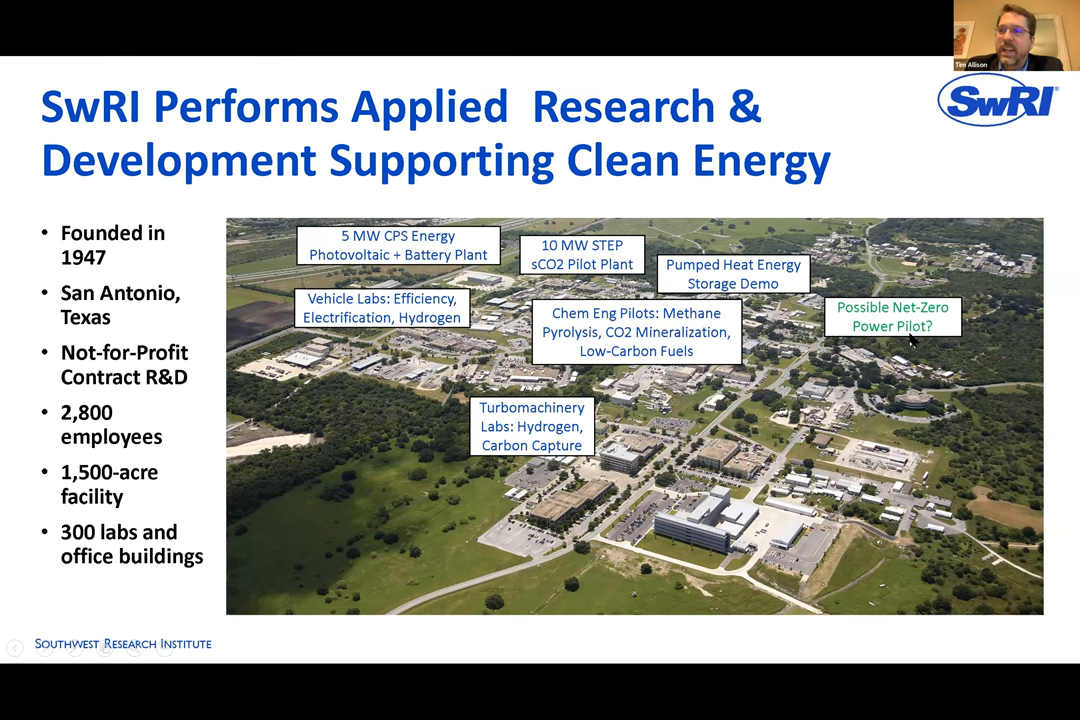 Tim Allison
SwRI
SwRI Performs Applied Research &
Development Supporting Clean Energy
• Founded in
1947
• San Antonio,
Texas
• Not-for-Profit
Contract R&D
• 2,800
employees
• 1,500-acre
facility
• 300 labs and
office buildings
5 MW CPS Energy
Photovoltaic + Battery Plant
10 MW STEP
sCO2 Pilot Plant
Pumped Heat Energy
Storage Demo
Vehicle Labs: Efficiency,
Electrification, Hydrogen
Chem Eng Pilots: Methane
Pyrolysis, CO2 Mineralization,
Low-Carbon Fuels
Possible Net-Zero
Power Pilot?
Turbomachinery
Labs: Hydrogen,
Carbon Capture
SOUTHWEST RESEARCH INSTITUTE